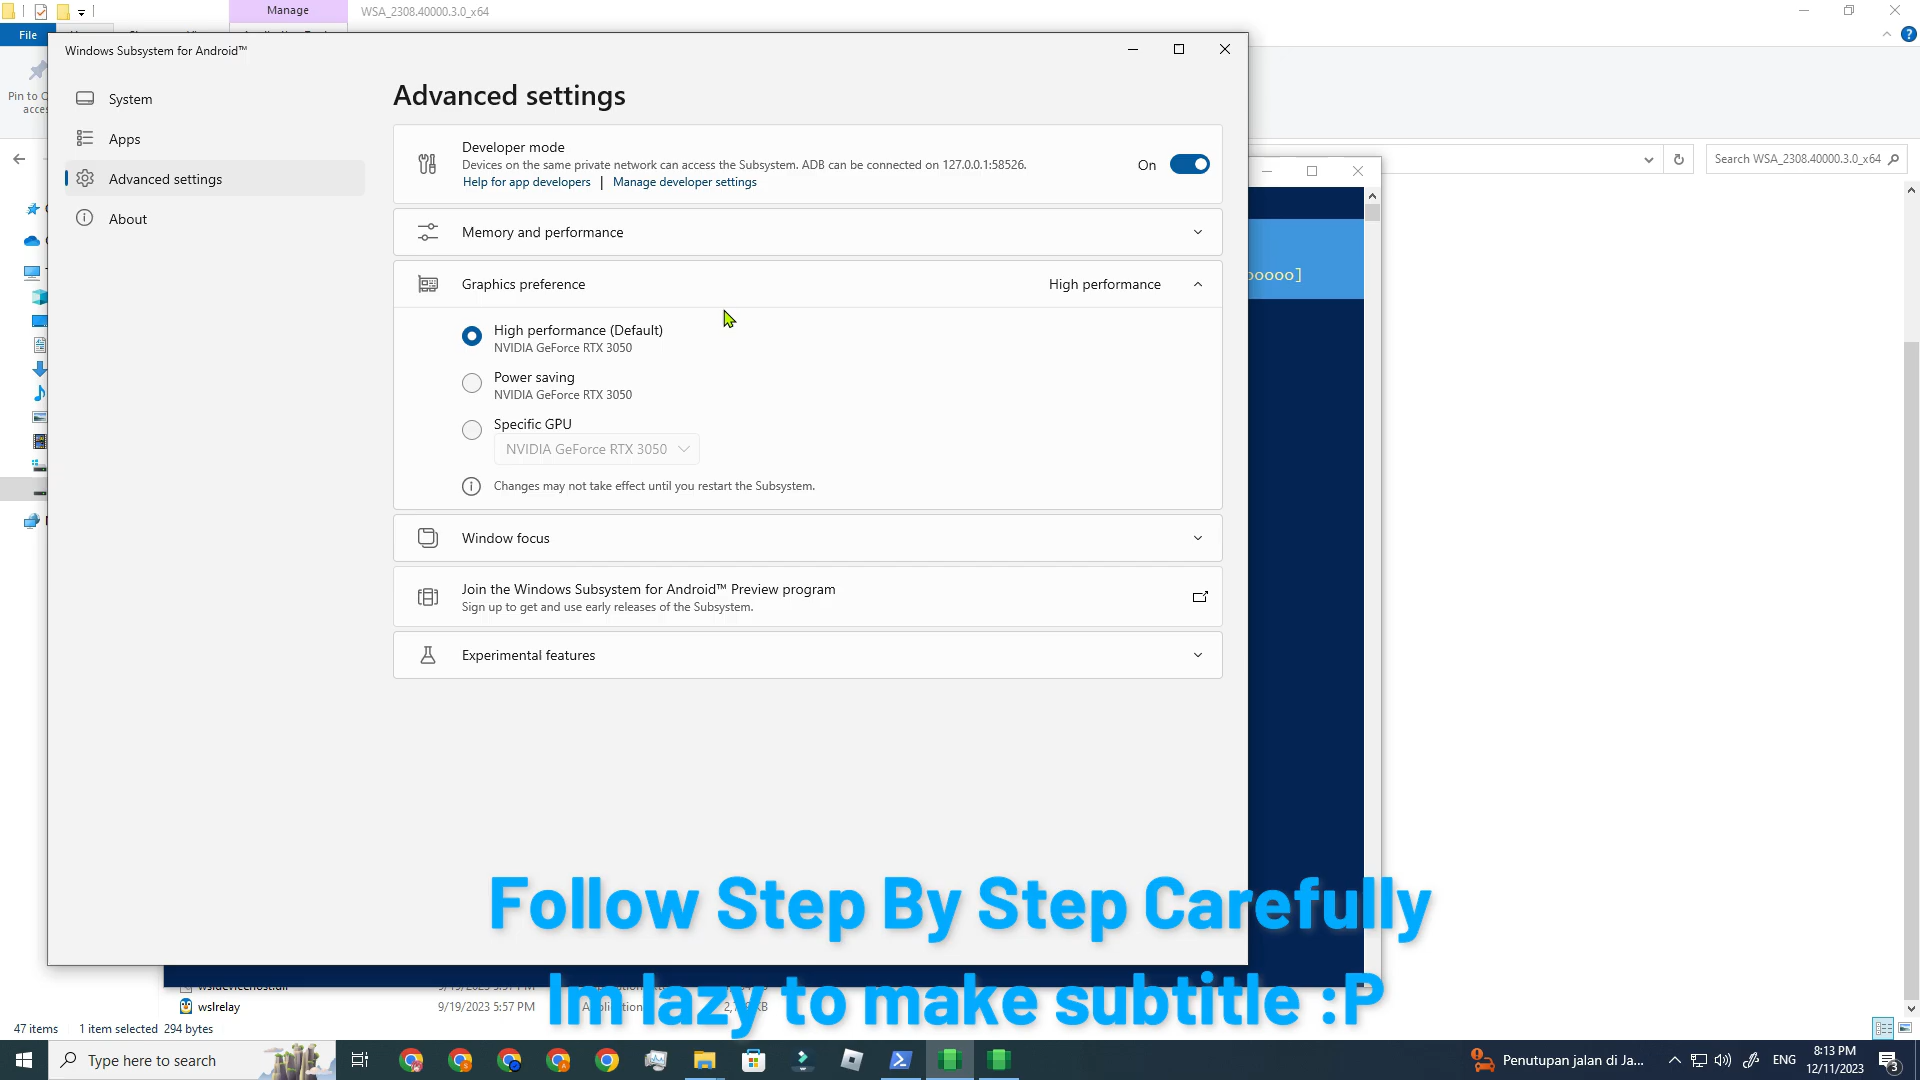 Manage
WSA_2308.40000.3.0_x64
File
Windows Subsystem for Android™
Pin to Q
acces
System
Apps
Advanced settings
About
Advanced settings
Developer mode
Devices on the same private network can access the Subsystem. ADB can be connected on 127.0.0.1:58526.
Help for app developers | Manage developer settings
On
Search WSA_2308.40000.3.0_x64
Memory and performance
ooooo]
Graphics preference
High performance
High performance (Default)
NVIDIA GeForce RTX 3050
Power saving
NVIDIA GeForce RTX 3050
Specific GPU
NVIDIA GeForce RTX 3050
Changes may not take effect until you restart the Subsystem.
Window focus
Join the Windows Subsystem for Android™ Preview program
Sign up to get and use early releases of the Subsystem.
Experimental features
Follow Step By Step Carefully
Im lazy to make subtitle :P
wslrelay 9/19/2023 5:57 PM
47 items 1 item selected 294 bytes
Type here to search
Penutupan jalan di Ja...
ENG
8:13 PM
12/11/2023
3